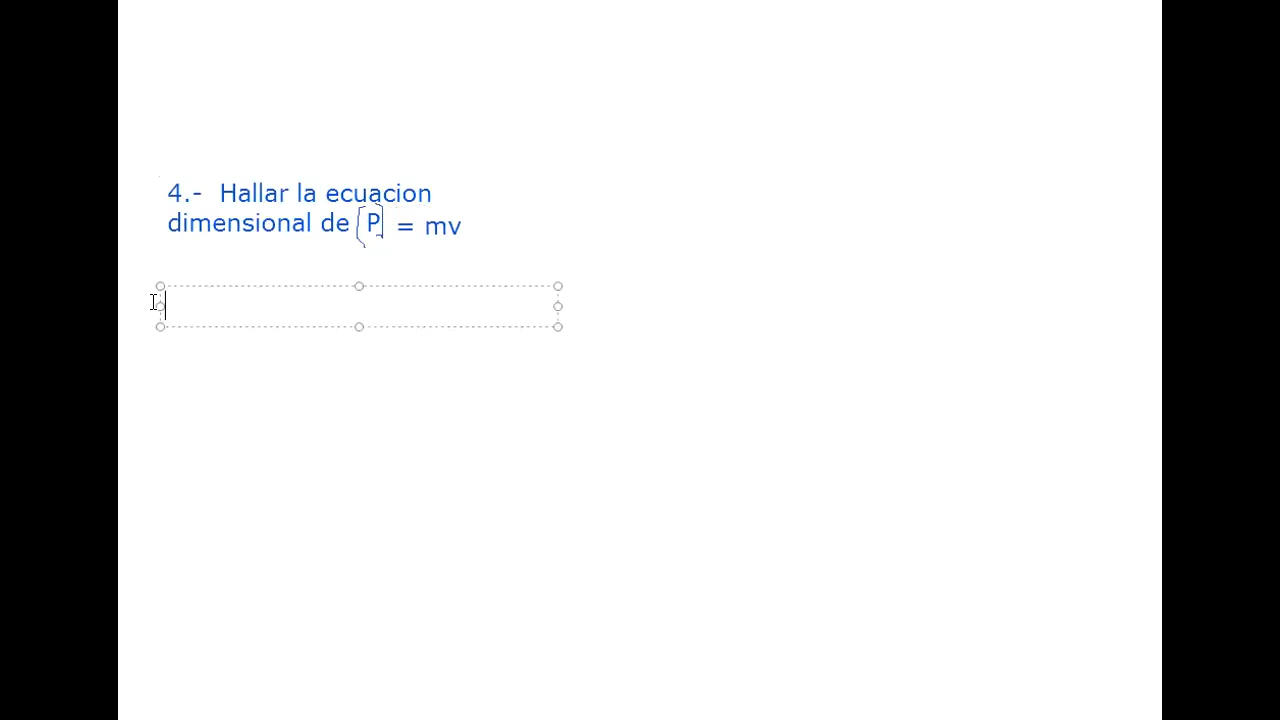 4.- Hallar la ecuacion
dimensional de [P] = mv